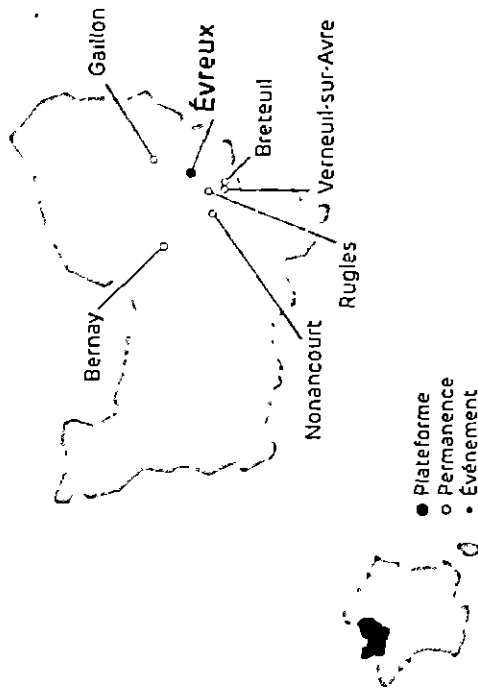 Gaillon
Évreux
Breteuil
Verneuil-sur-Avre
Rugles
Nonancourt
Bernay
Plateforme
Permanence
Événement